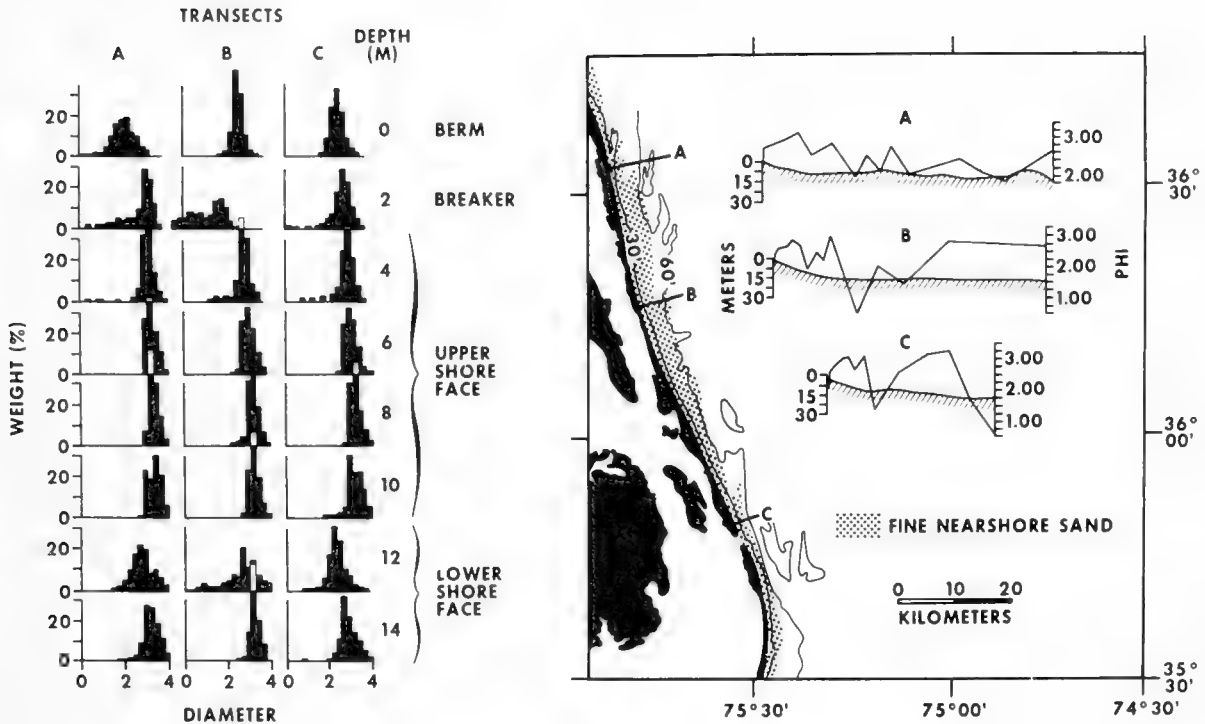 TRANSECTS
A B C DEPTH (M)
20
0
0
BERM
20
0
2
BREAKER
20
0
4
20
0
6
UPPER SHORE FACE
8
20
0
10
20
0
12
LOWER SHORE FACE
20
0
14
0 2 4 0 2 4 0 2 4
WEIGHT (%)
DIAMETER
A
B
C
30'
60'
A
0
15
30
3.00
2.00
B
METERS
0
15
30
3.00
2.00
1.00
PHI
C
0
15
30
3.00
2.00
1.00
FINE NEARSHORE SAND
0 10 20
KILOMETERS
36°
30'
36°
00'
35°
30'
75°30' 75°00' 74°30'